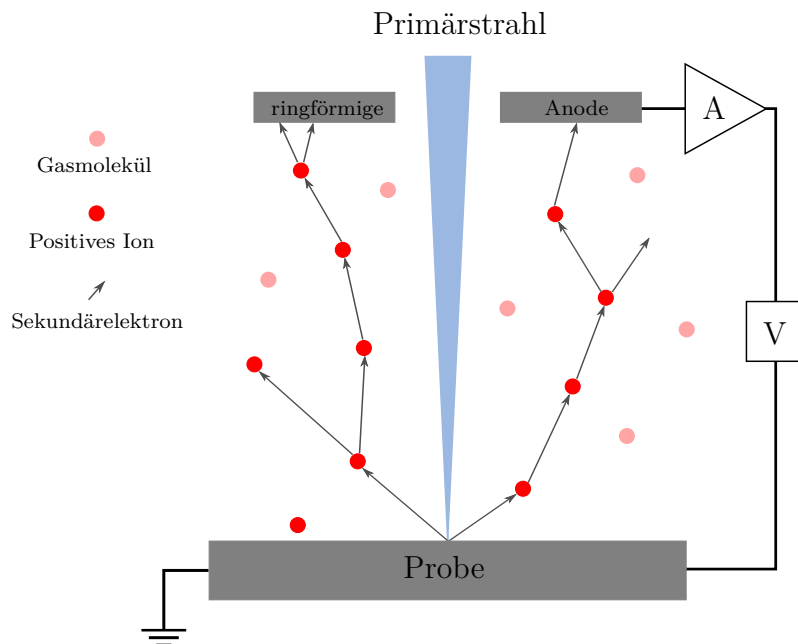 Primärstrahl
ringförmige Anode
A
Gasmolekül
Positives Ion
Sekundärelektron
V
Probe